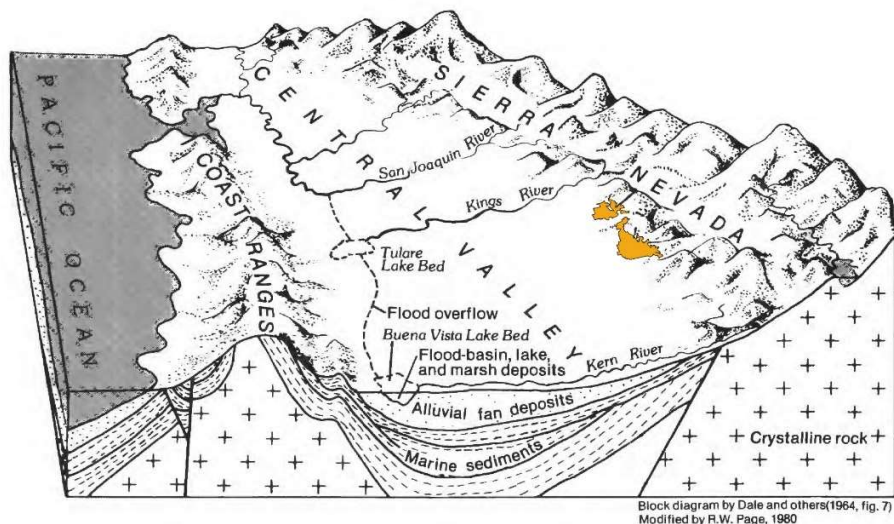 PACIFIC OCEAN
COAST RANGES
CENTRAL VALLEY
SIERRA NEVADA
San Joaquin River
Kings River
Tulare
Lake Bed
Flood overflow
Buena Vista Lake Bed
Flood-basin, lake,
and marsh deposits
Kern River
Alluvial fan deposits
Marine sediments
Crystalline rock
Block diagram by Dale and others(1964, fig. 7)
Modified by R.W. Page, 1980